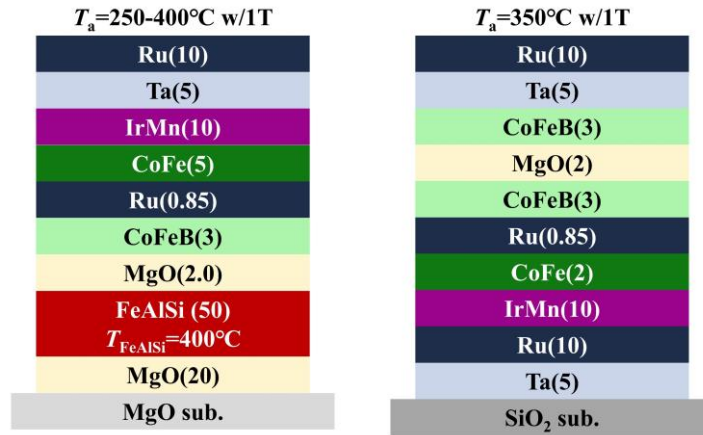 Tₐ=250-400℃ w/1T
Ru(10)
Ta(5)
IrMn(10)
CoFe(5)
Ru(0.85)
CoFeB(3)
MgO(2.0)
FeAlSi (50)
T_FeAlSi=400℃
MgO(20)
MgO sub.
Tₐ=350℃ w/1T
Ru(10)
Ta(5)
CoFeB(3)
MgO(2)
CoFeB(3)
Ru(0.85)
CoFe(2)
IrMn(10)
Ru(10)
Ta(5)
SiO₂ sub.